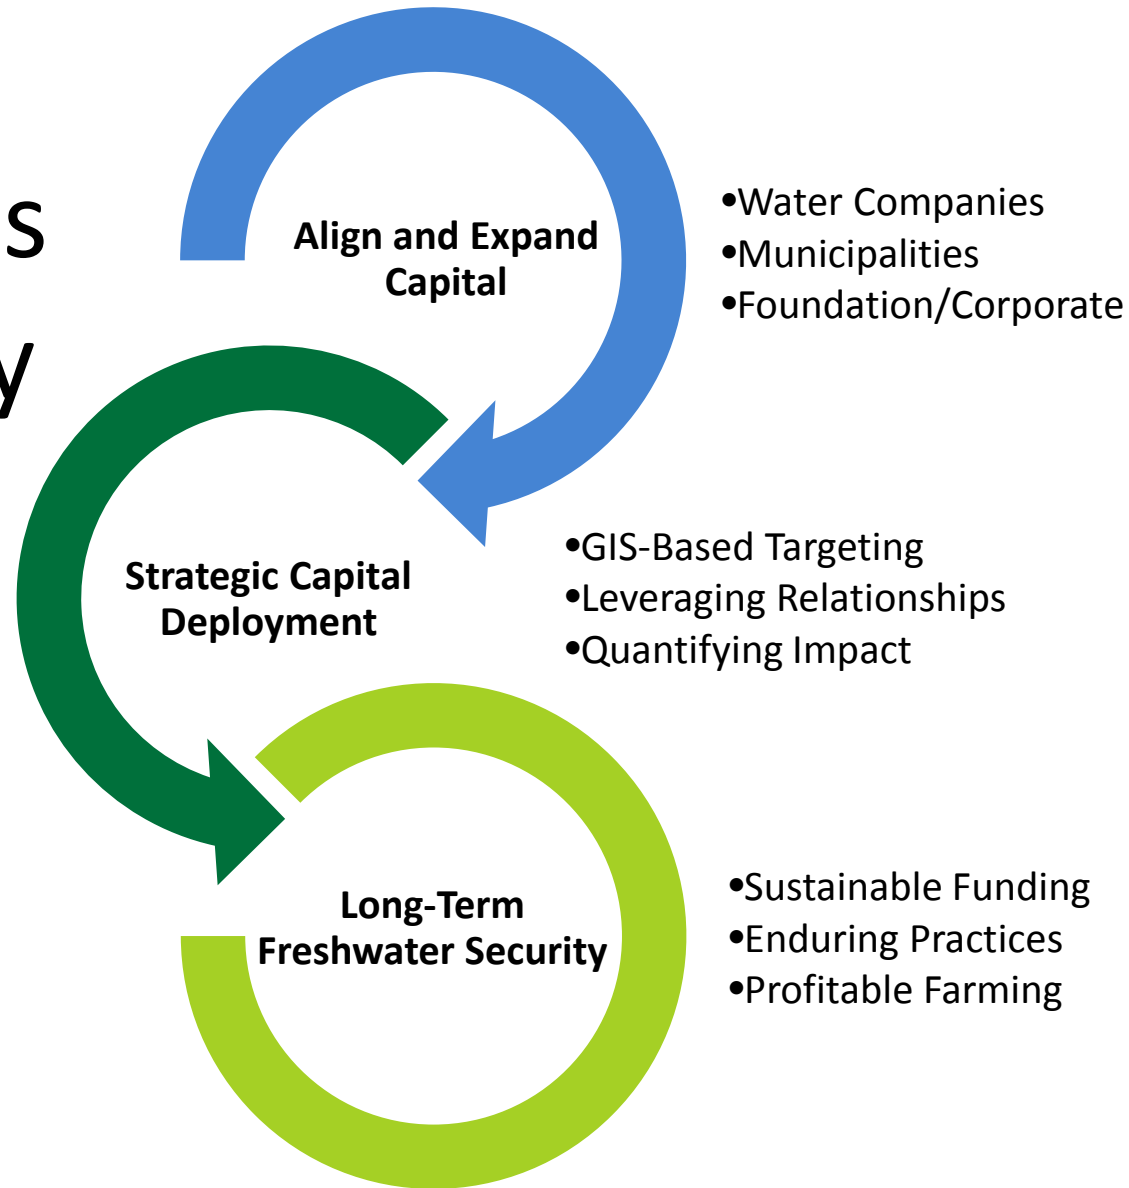 s
y
Align and Expand
Capital
•Water Companies
•Municipalities
•Foundation/Corporate
Strategic Capital
Deployment
•GIS-Based Targeting
•Leveraging Relationships
•Quantifying Impact
Long-Term
Freshwater Security
•Sustainable Funding
•Enduring Practices
•Profitable Farming